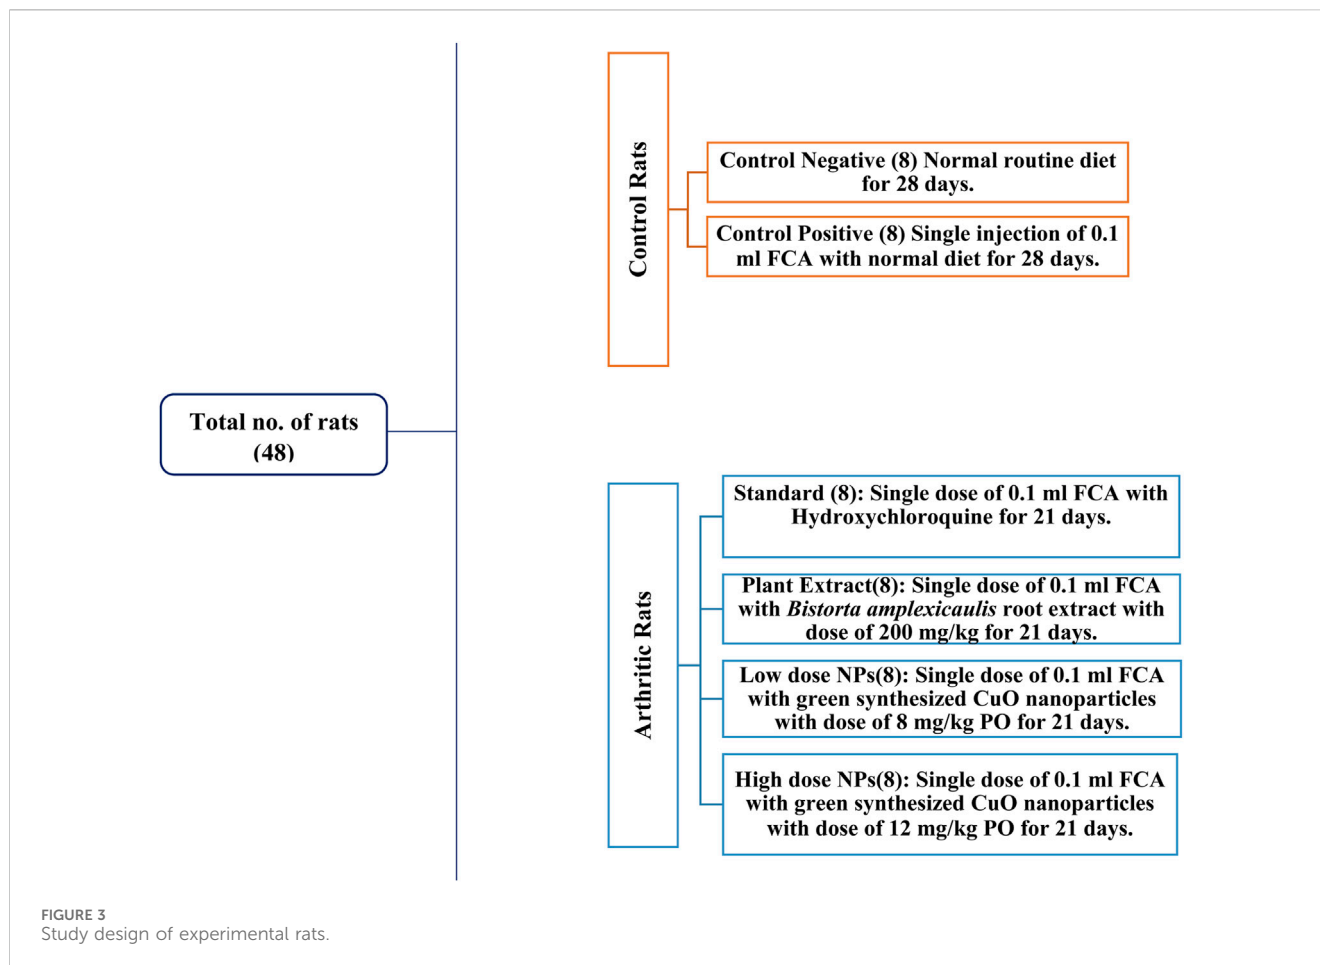 Total no. of rats
(48)
Control Rats
Control Negative (8) Normal routine diet
for 28 days.
Control Positive (8) Single injection of 0.1
ml FCA with normal diet for 28 days.
Arthritic Rats
Standard (8): Single dose of 0.1 ml FCA with
Hydroxychloroquine for 21 days.
Plant Extract(8): Single dose of 0.1 ml FCA
with Bistorta amplexicaulis root extract with
dose of 200 mg/kg for 21 days.
Low dose NPs(8): Single dose of 0.1 ml FCA
with green synthesized CuO nanoparticles
with dose of 8 mg/kg PO for 21 days.
High dose NPs(8): Single dose of 0.1 ml FCA
with green synthesized CuO nanoparticles
with dose of 12 mg/kg PO for 21 days.
FIGURE 3
Study design of experimental rats.